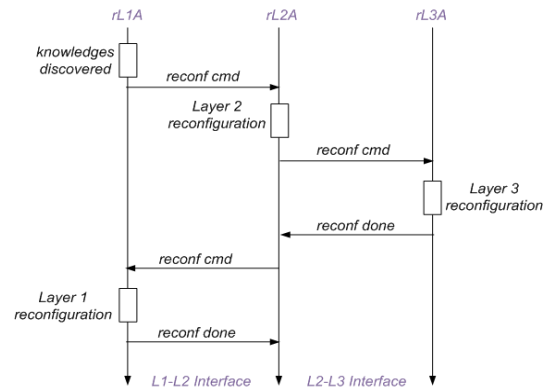 rL1A
rL2A
rL3A
knowledges
discovered
reconf cmd
Layer 2
reconfiguration
reconf cmd
Layer 3
reconfiguration
reconf done
reconf cmd
Layer 1
reconfiguration
reconf done
L1-L2 Interface
L2-L3 Interface